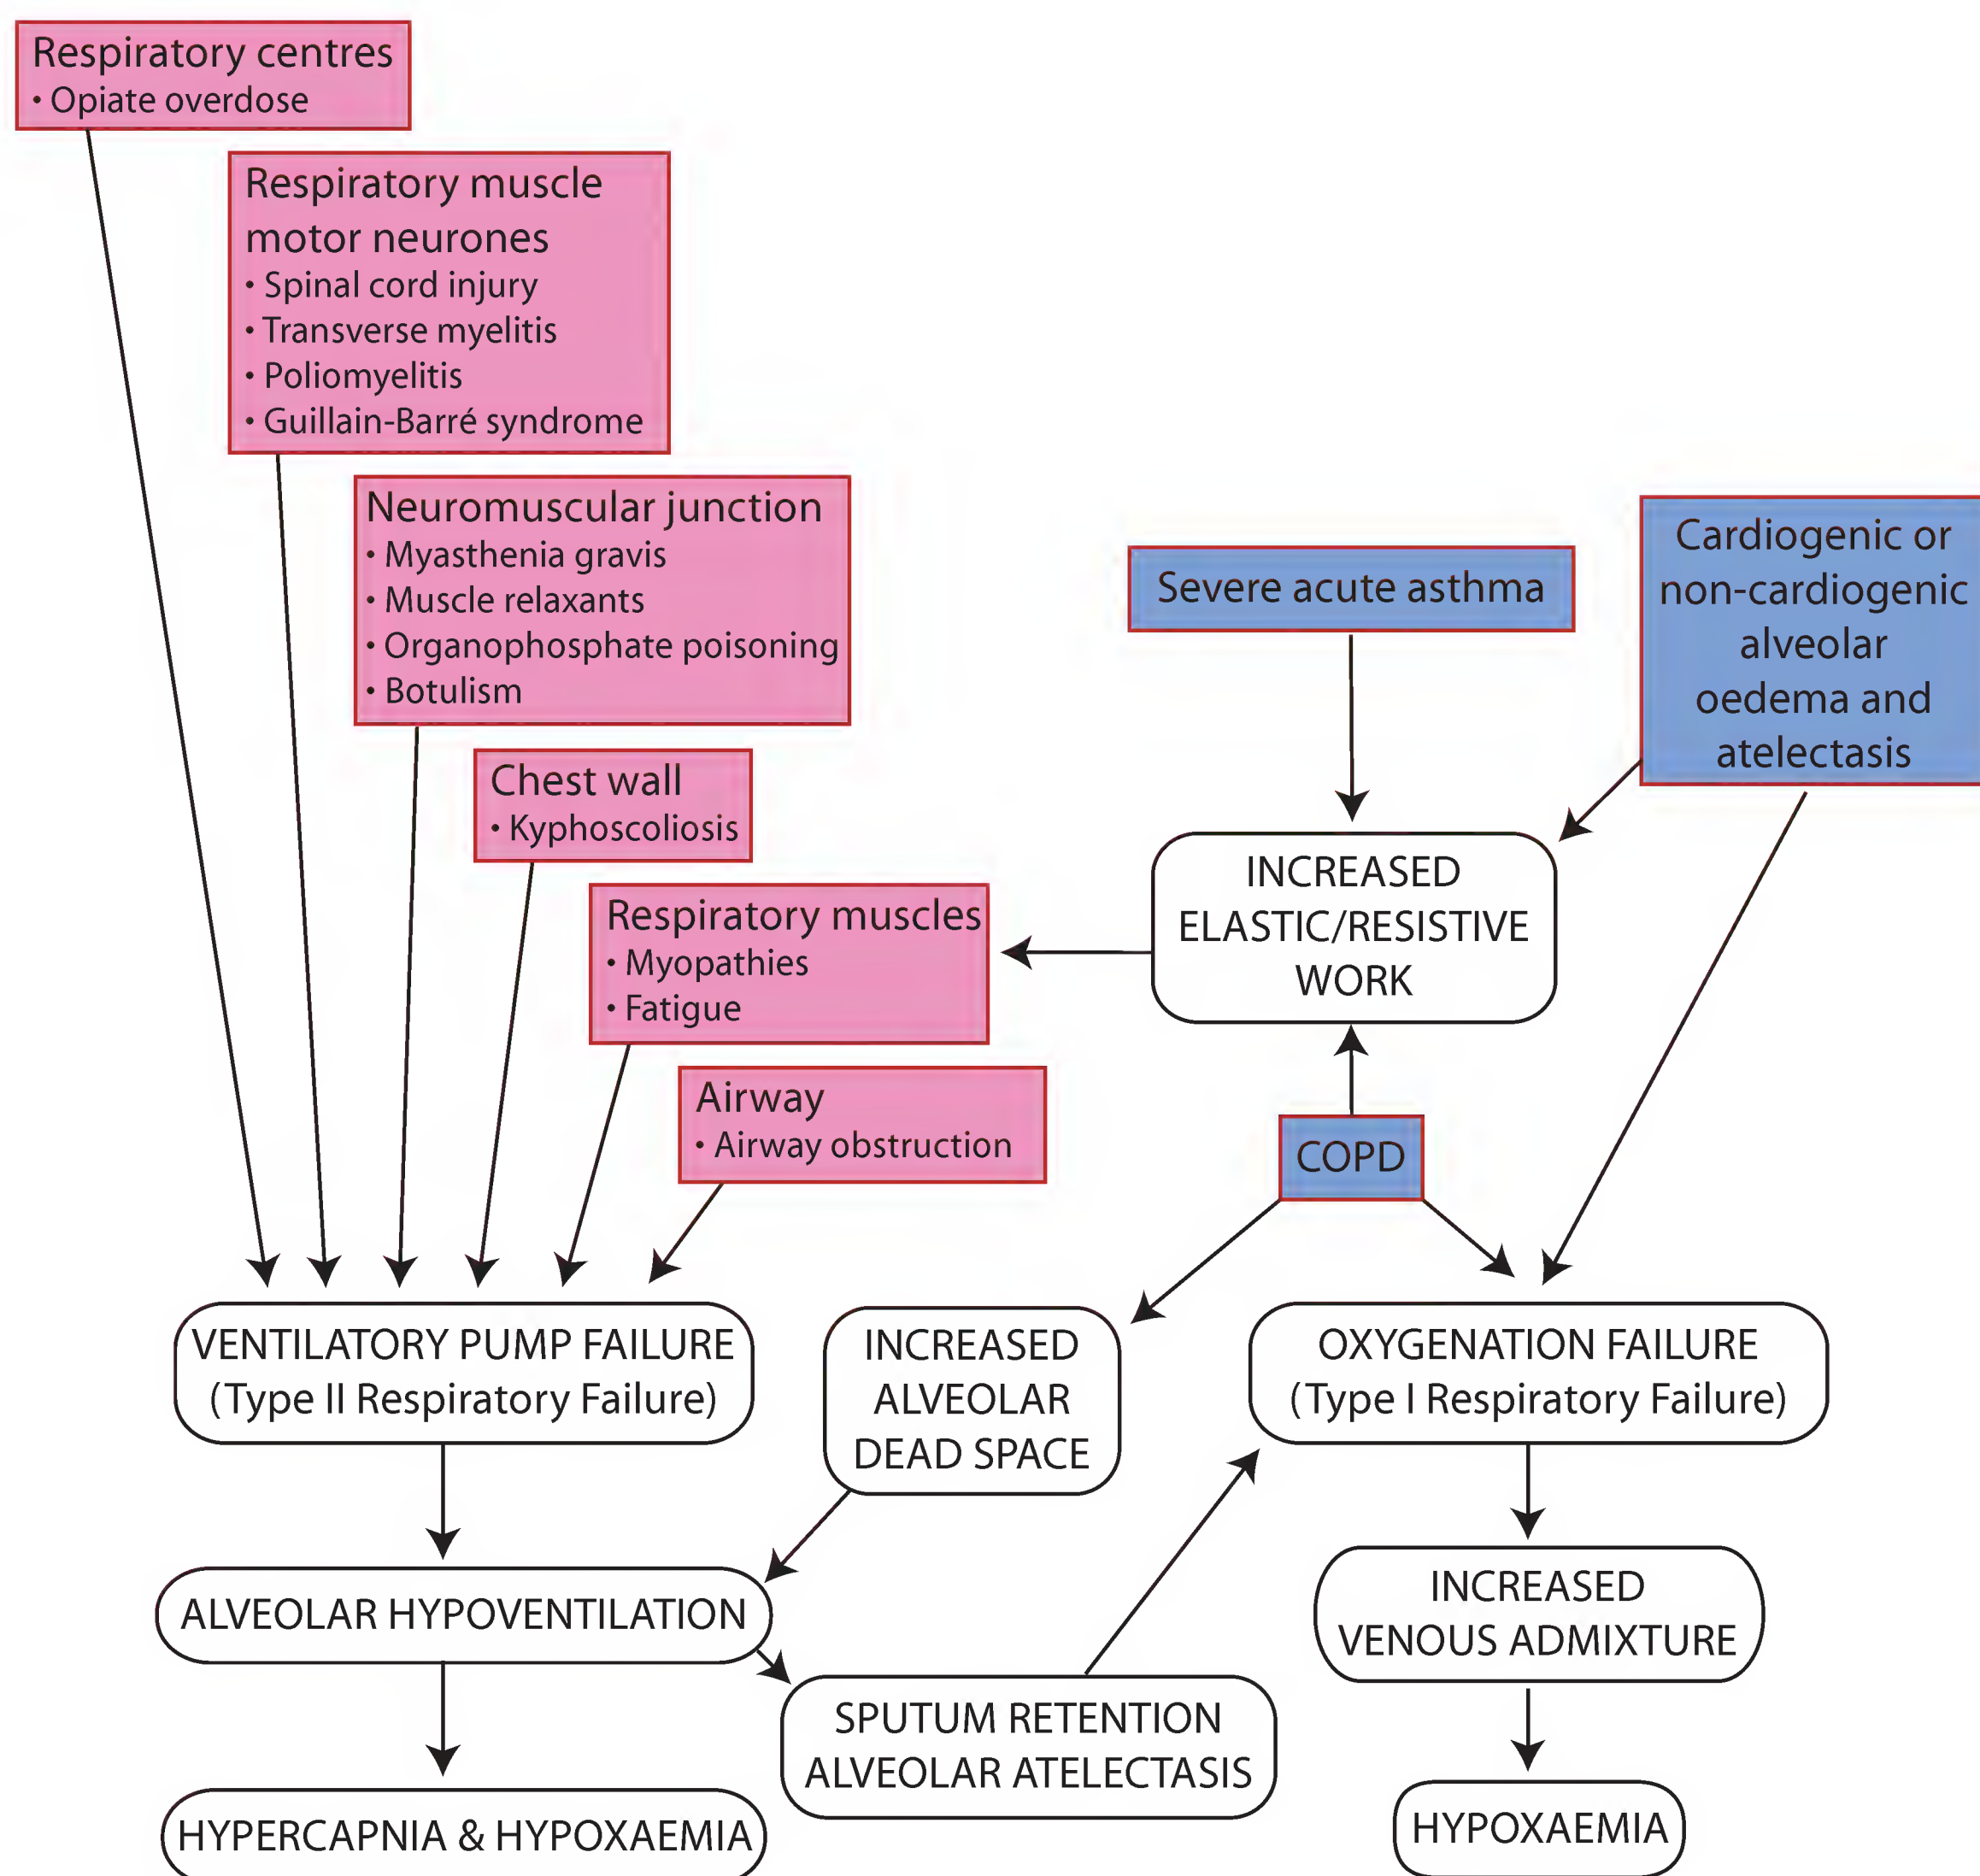 Respiratory centres
• Opiate overdose
Respiratory muscle
motor neurones
• Spinal cord injury
• Transverse myelitis
• Poliomyelitis
• Guillain-Barré syndrome
Neuromuscular junction
• Myasthenia gravis
• Muscle relaxants
• Organophosphate poisoning
• Botulism
Chest wall
• Kyphoscoliosis
Respiratory muscles
• Myopathies
• Fatigue
Airway
• Airway obstruction
Severe acute asthma
Cardiogenic or
non-cardiogenic
alveolar
oedema and
atelectasis
INCREASED
ELASTIC/RESISTIVE
WORK
COPD
VENTILATORY PUMP FAILURE
(Type II Respiratory Failure)
INCREASED
ALVEOLAR
DEAD SPACE
OXYGENATION FAILURE
(Type I Respiratory Failure)
ALVEOLAR HYPOVENTILATION
INCREASED
VENOUS ADMIXTURE
SPUTUM RETENTION
ALVEOLAR ATELECTASIS
HYPERCAPNIA & HYPOXAEMIA
HYPOXAEMIA